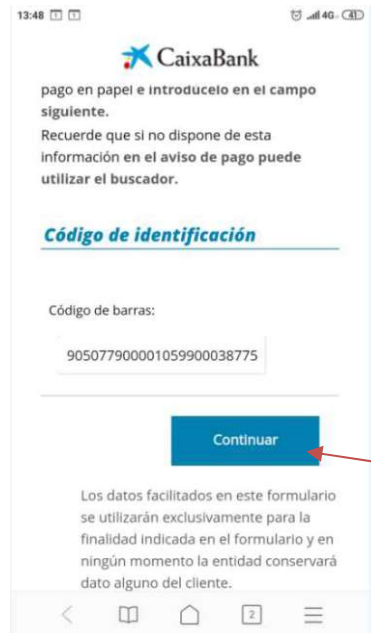 13:48
4G
41
CaixaBank
pago en papel e introdúcelo en el campo
siguiente.
Recuerde que si no dispone de esta
información en el aviso de pago puede
utilizar el buscador.
Código de identificación
Código de barras:
905077900001059900038775
Continuar
Los datos facilitados en este formulario
se utilizarán exclusivamente para la
finalidad indicada en el formulario y en
ningún momento la entidad conservará
dato alguno del cliente.
2